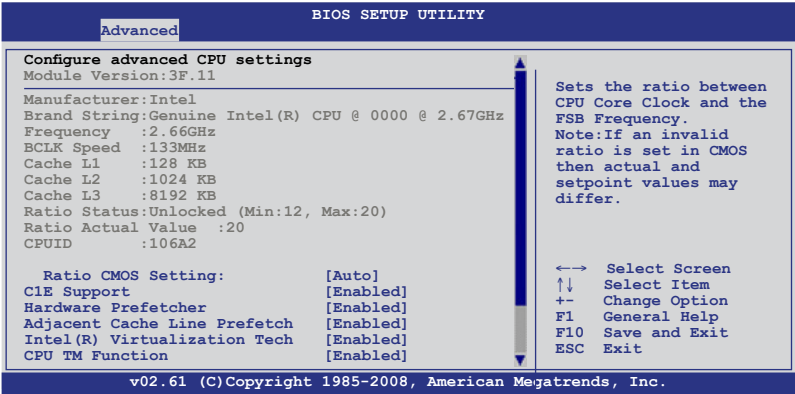 BIOS SETUP UTILITY
Advanced
Configure advanced CPU settings
Module Version:3F.11
Manufacturer:Intel
Brand String:Genuine Intel(R) CPU @ 0000 @ 2.67GHz
Frequency :2.66GHz
BCLK Speed :133MHz
Cache L1 :128 KB
Cache L2 :1024 KB
Cache L3 :8192 KB
Ratio Status:Unlocked (Min:12, Max:20)
Ratio Actual Value :20
CPUID :106A2
Ratio CMOS Setting: [Auto]
C1E Support [Enabled]
Hardware Prefetcher [Enabled]
Adjacent Cache Line Prefetch [Enabled]
Intel(R) Virtualization Tech [Enabled]
CPU TM Function [Enabled]
Sets the ratio between
CPU Core Clock and the
FSB Frequency.
Note:If an invalid
ratio is set in CMOS
then actual and
setpoint values may
differ.
←→ Select Screen
↑↓ Select Item
+- Change Option
F1 General Help
F10 Save and Exit
ESC Exit
v02.61 (C)Copyright 1985-2008, American Megatrends, Inc.